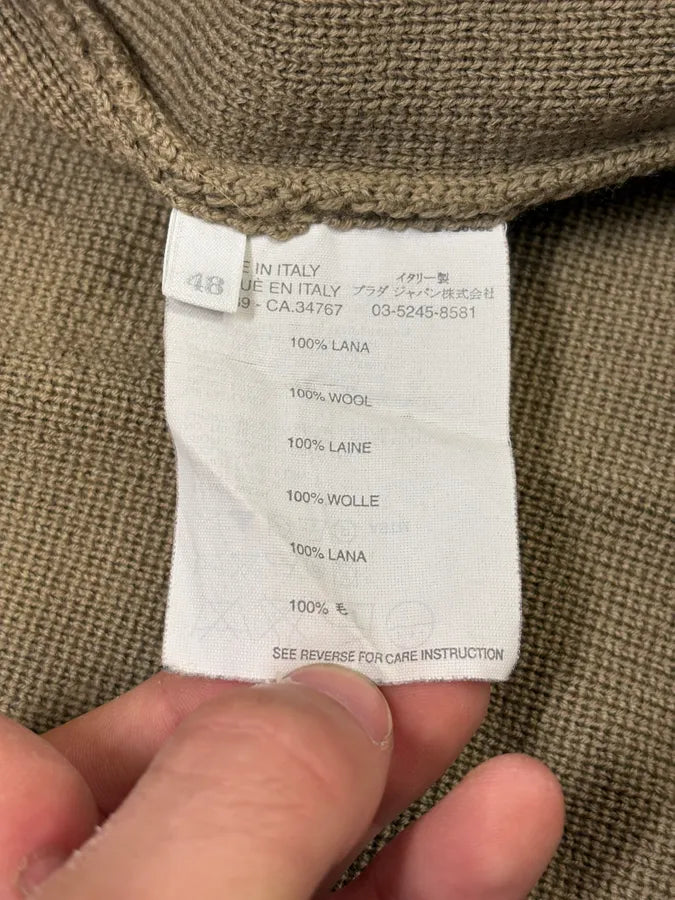 48
E IN ITALY
UÈ EN ITALY
39 - CA.34767
イタリー製
プラダ ジャパン株式会社
03-5245-8581
100% LANA
100% WOOL
100% LAINE
100% WOLLE
100% LANA
100% 毛
SEE REVERSE FOR CARE INSTRUCTION